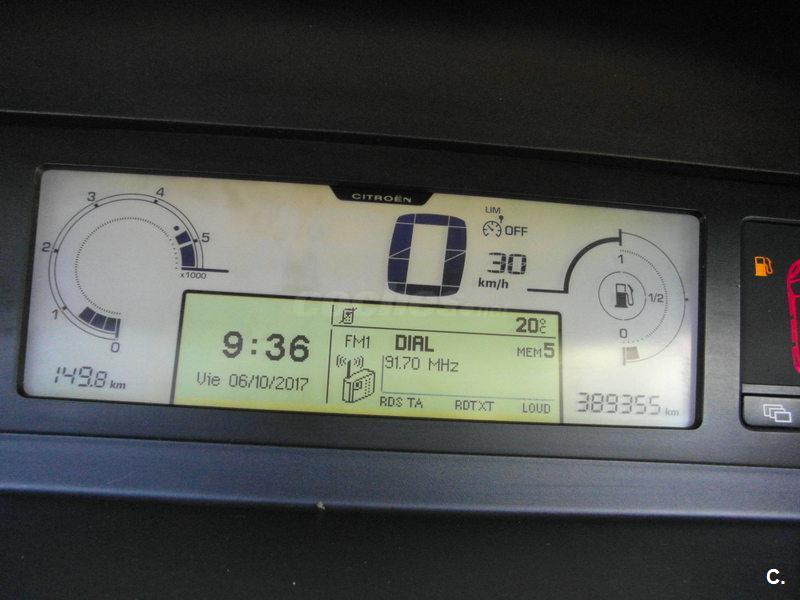 CITROËN
3
4
2
5
1
x1000
0
149.8 km
0
LIM
OFF
30
km/h
1
1/2
0
20°C
9:36
Vie 06/10/2017
FM1 DIAL
MEM5
91.70 MHz
RDS TA RDTXT LOUD
389355 km
C.